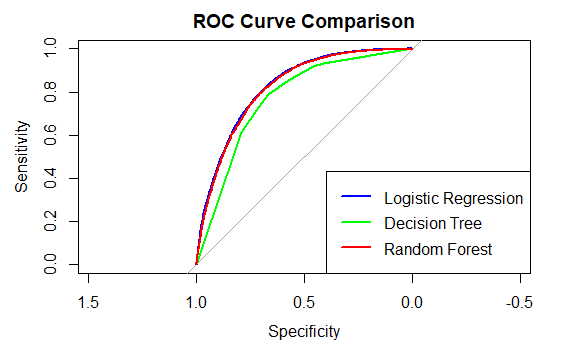 ROC Curve Comparison
Sensitivity
1.0
0.8
0.6
0.4
0.2
0.0
Logistic Regression
Decision Tree
Random Forest
1.5 1.0 0.5 0.0 -0.5
Specificity